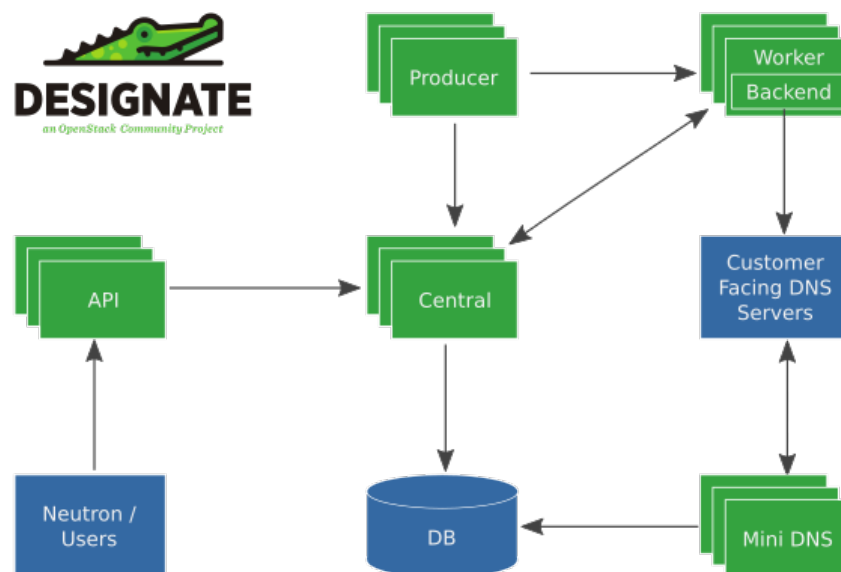 DESIGNATE
an OpenStack Community Project
Producer
Worker
Backend
API
Central
Customer
Facing DNS
Servers
Neutron /
Users
DB
Mini DNS